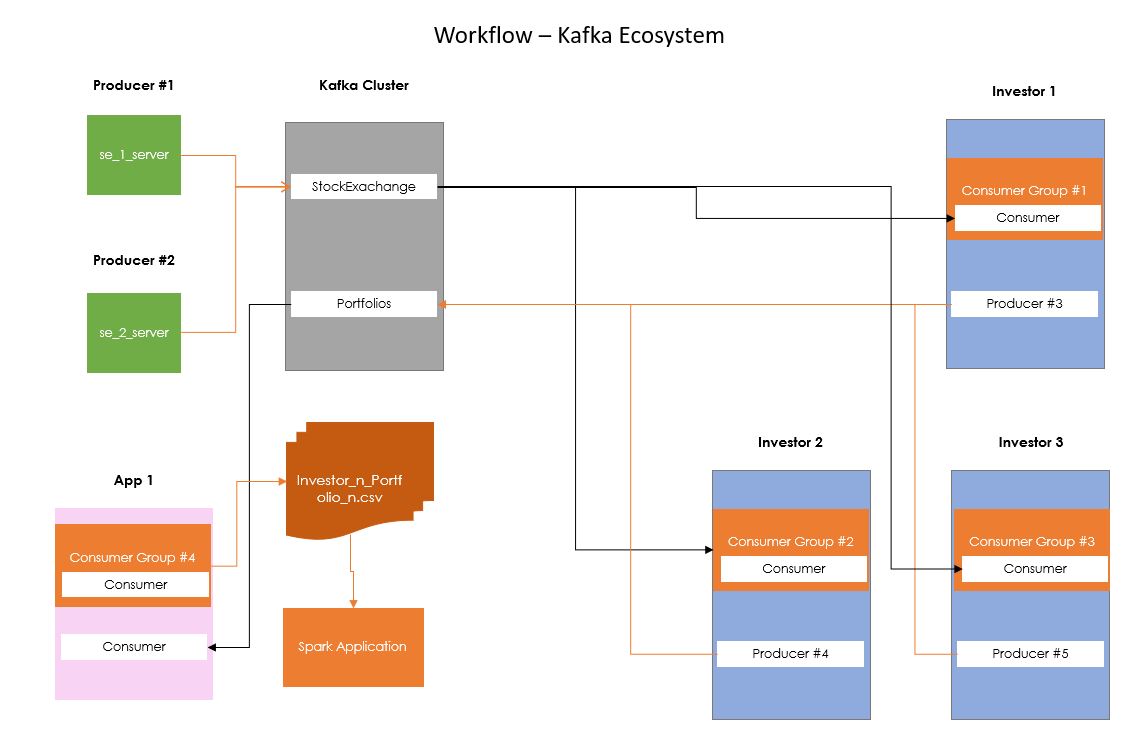 Workflow – Kafka Ecosystem
Producer #1
Kafka Cluster
Investor 1
se_1_server
StockExachange
Consumer Group #1
Consumer
Producer #2
se_2_server
Portfolios
Producer #3
Investor 2
Investor 3
App 1
Investor_n_Portf
olio_n.csv
Consumer Group #4
Consumer
Consumer
Spark Application
Consumer Group #2
Consumer
Producer #4
Consumer Group #3
Consumer
Producer #5